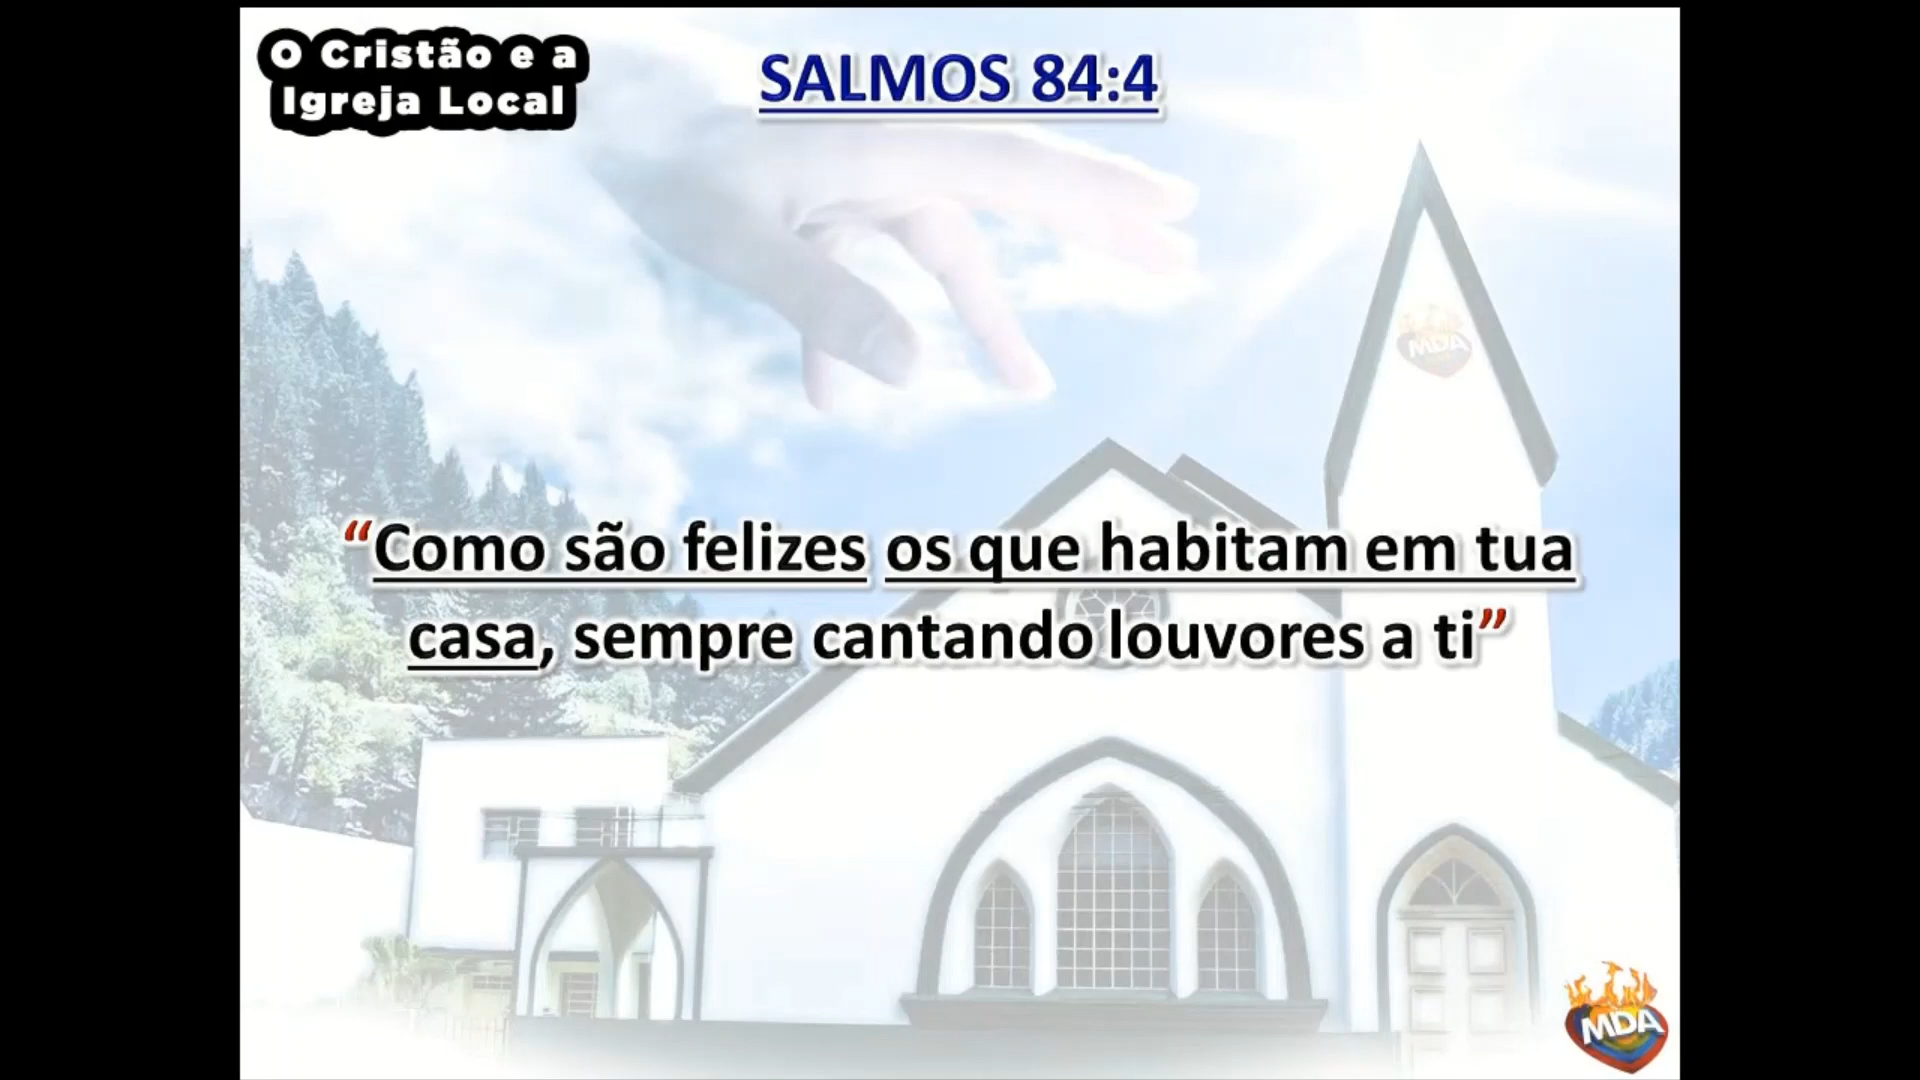 O Cristão e a
Igreja Local
SALMOS 84:4
“Como são felizes os que habitam em tua
casa, sempre cantando louvores a ti”
MDA
MDA